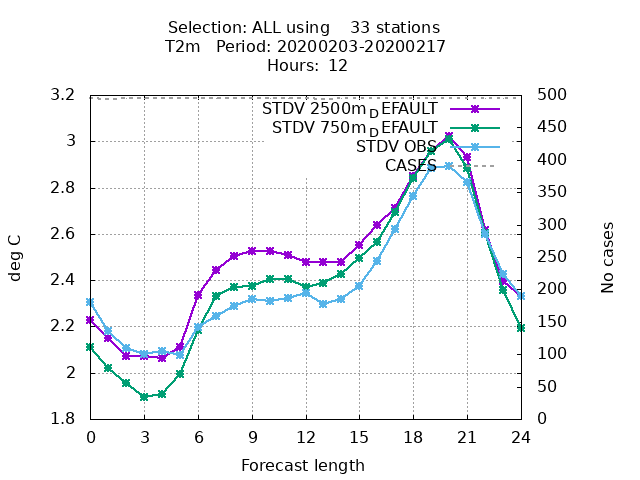 Selection: ALL using    33 stations
T2m   Period: 20200203-20200217
Hours: 12
3.2
3
2.8
2.6
2.4
2.2
2
1.8
500
450
400
350
300
250
200
150
100
50
0
STDV 2500m_DEFAULT
STDV 750m_DEFAULT
STDV OBS
CASES
deg C
No cases
0 3 6 9 12 15 18 21 24
Forecast length